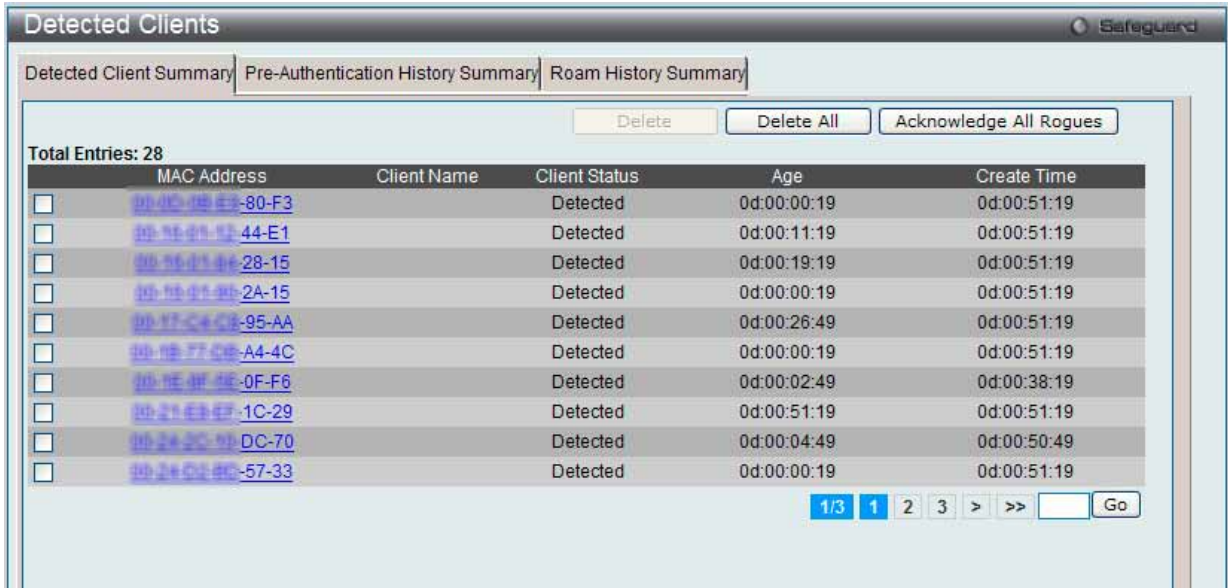 Detected Clients
Safeguard
Detected Client Summary Pre-Authentication History Summary Roam History Summary
Delete Delete All Acknowledge All Rogues
Total Entries: 28
MAC Address Client Name Client Status Age Create Time
-80-F3 Detected 0d:00:00:19 0d:00:51:19
44-E1 Detected 0d:00:11:19 0d:00:51:19
-28-15 Detected 0d:00:19:19 0d:00:51:19
-2A-15 Detected 0d:00:00:19 0d:00:51:19
-95-AA Detected 0d:00:26:49 0d:00:51:19
-A4-4C Detected 0d:00:00:19 0d:00:51:19
-0F-F6 Detected 0d:00:02:49 0d:00:38:19
-1C-29 Detected 0d:00:51:19 0d:00:51:19
DC-70 Detected 0d:00:04:49 0d:00:50:49
-57-33 Detected 0d:00:00:19 0d:00:51:19
1/3 1 2 3 > >> Go